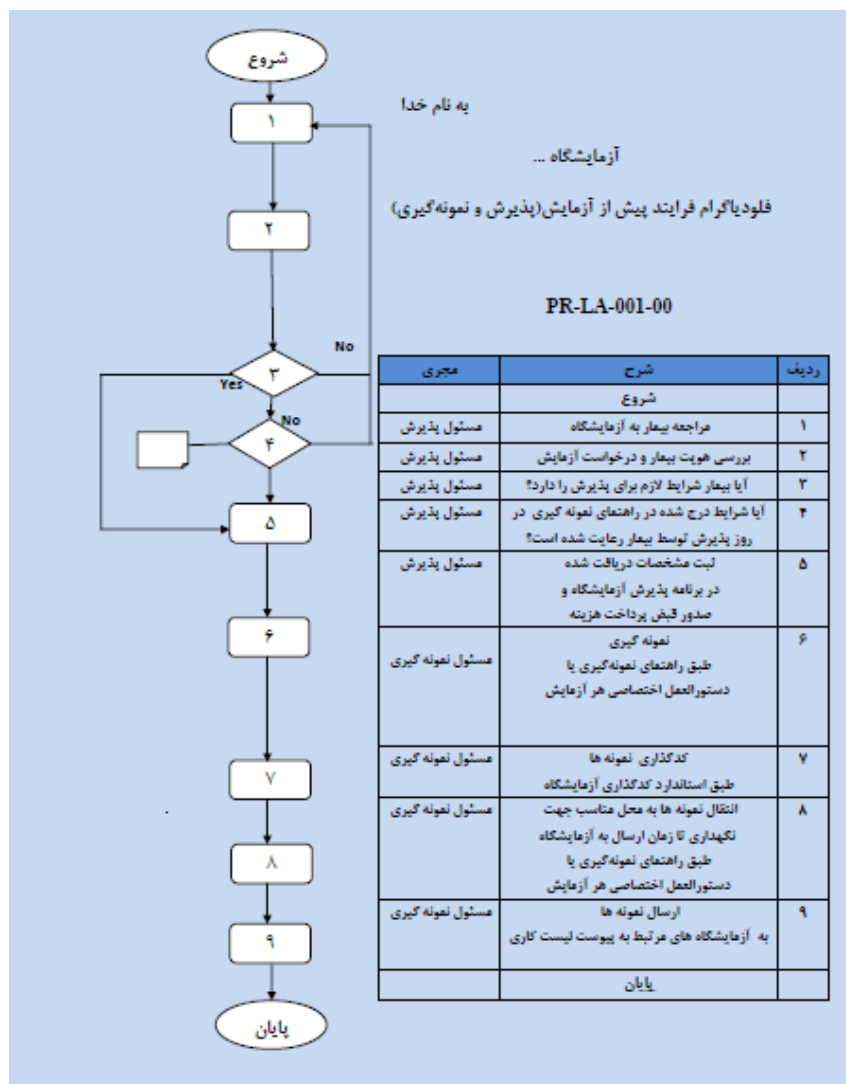 شروع
۱
۲
No
۳
Yes
No
۴
۵
۶
۷
۸
۹
پایان
به نام خدا
آزمایشگاه ...
فلودیاگرام فرایند پیش از آزمایش(پذیرش و نمونه‌گیری)
PR-LA-001-00
ردیف شرح مجری
شروع
۱ مراجعه بیمار به آزمایشگاه مسئول پذیرش
۲ بررسی هویت بیمار و درخواست آزمایش مسئول پذیرش
۳ آیا بیمار شرایط لازم برای پذیرش را دارد؟ مسئول پذیرش
۴ آیا شرایط درج شده در راهنمای نمونه گیری در مسئول پذیرش
روز پذیرش توسط بیمار رعایت شده است؟
۵ ثبت مشخصات دریافت شده مسئول پذیرش
در برنامه پذیرش آزمایشگاه و
صدور قبض پرداخت هزینه
۶ نمونه گیری
طبق راهنمای نمونه‌گیری یا مسئول نمونه گیری
دستورالعمل اختصاصی هر آزمایش
۷ کدگذاری نمونه ها مسئول نمونه گیری
طبق استاندارد کدگذاری آزمایشگاه
۸ انتقال نمونه ها به محل مناسب جهت مسئول نمونه گیری
نگهداری تا زمان ارسال به آزمایشگاه
طبق راهنمای نمونه‌گیری یا
دستورالعمل اختصاصی هر آزمایش
۹ ارسال نمونه ها مسئول نمونه گیری
به آزمایشگاه های مرتبط به پیوست لیست کاری
پایان